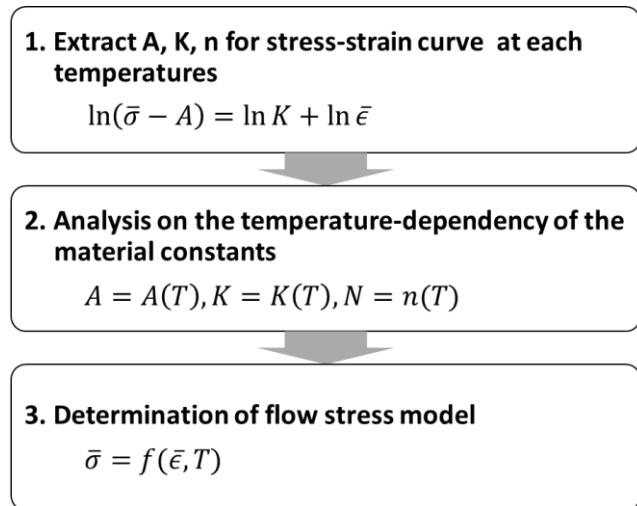 1. Extract A, K, n for stress-strain curve at each
temperatures
ln(σ̄ − A) = ln K + ln ϵ̄
2. Analysis on the temperature-dependency of the
material constants
A = A(T), K = K(T), N = n(T)
3. Determination of flow stress model
σ̄ = f(ϵ̄, T)